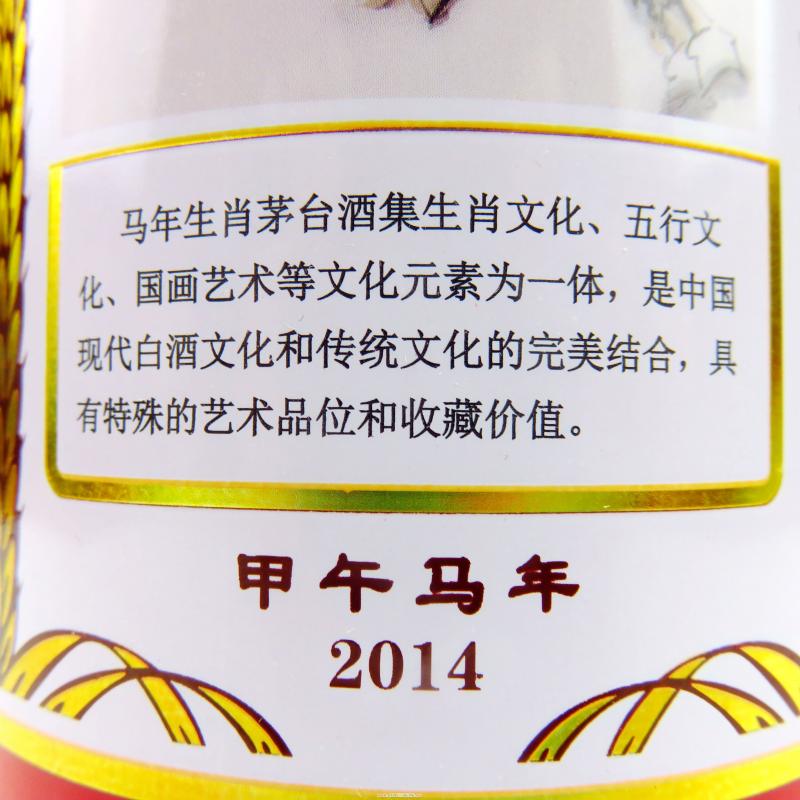 马年生肖茅台酒集生肖文化、五行文
化、国画艺术等文化元素为一体，是中国
现代白酒文化和传统文化的完美结合，具
有特殊的艺术品位和收藏价值。
甲午马年
2014